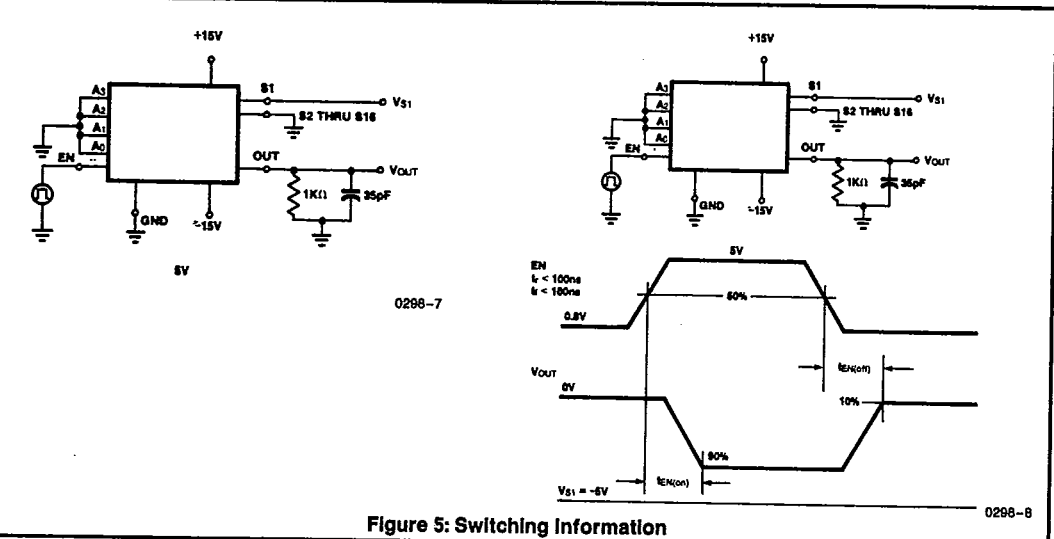 +15V
A3
A2
A1
A0
EN
S1
VS1
S2 THRU S16
OUT
VOUT
1KΩ
35pF
GND
-15V
5V
0298-7
+15V
A3
A2
A1
A0
EN
S1
VS1
S2 THRU S16
OUT
VOUT
1KΩ
35pF
GND
-15V
EN
tr < 100ns
tf < 100ns
5V
50%
0.8V
tEN(off)
VOUT
0V
10%
90%
tEN(on)
VS1 = -5V
0298-8
Figure 5: Switching Information